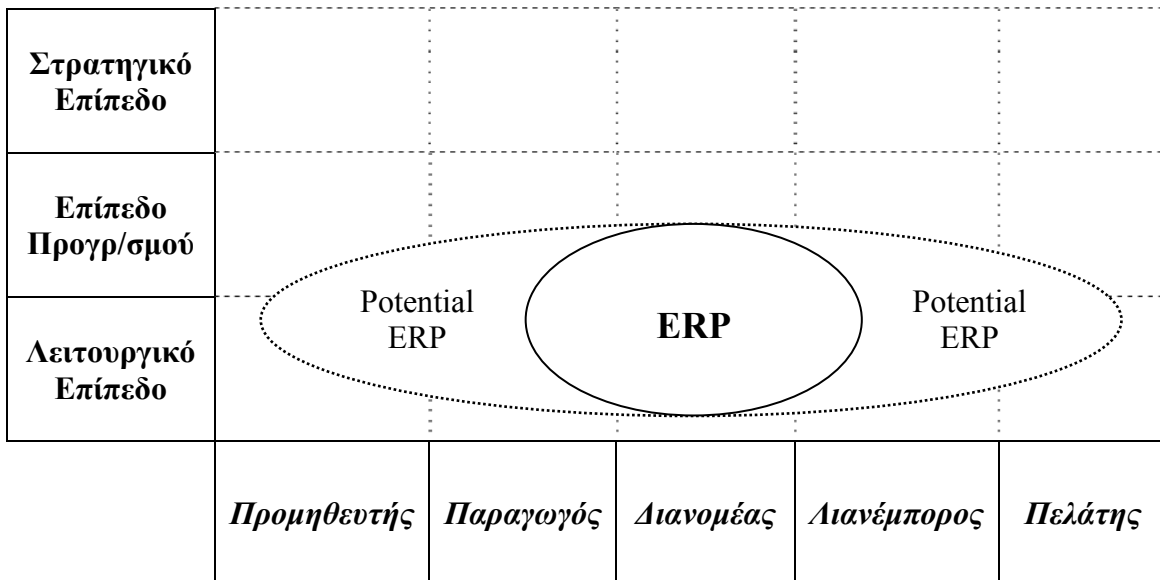 Στρατηγικό
Επίπεδο
Επίπεδο
Προγρ/σμού
Potential
ERP
ERP
Potential
ERP
Λειτουργικό
Επίπεδο
Προμηθευτής
Παραγωγός
Διανομέας
Λιανέμπορος
Πελάτης